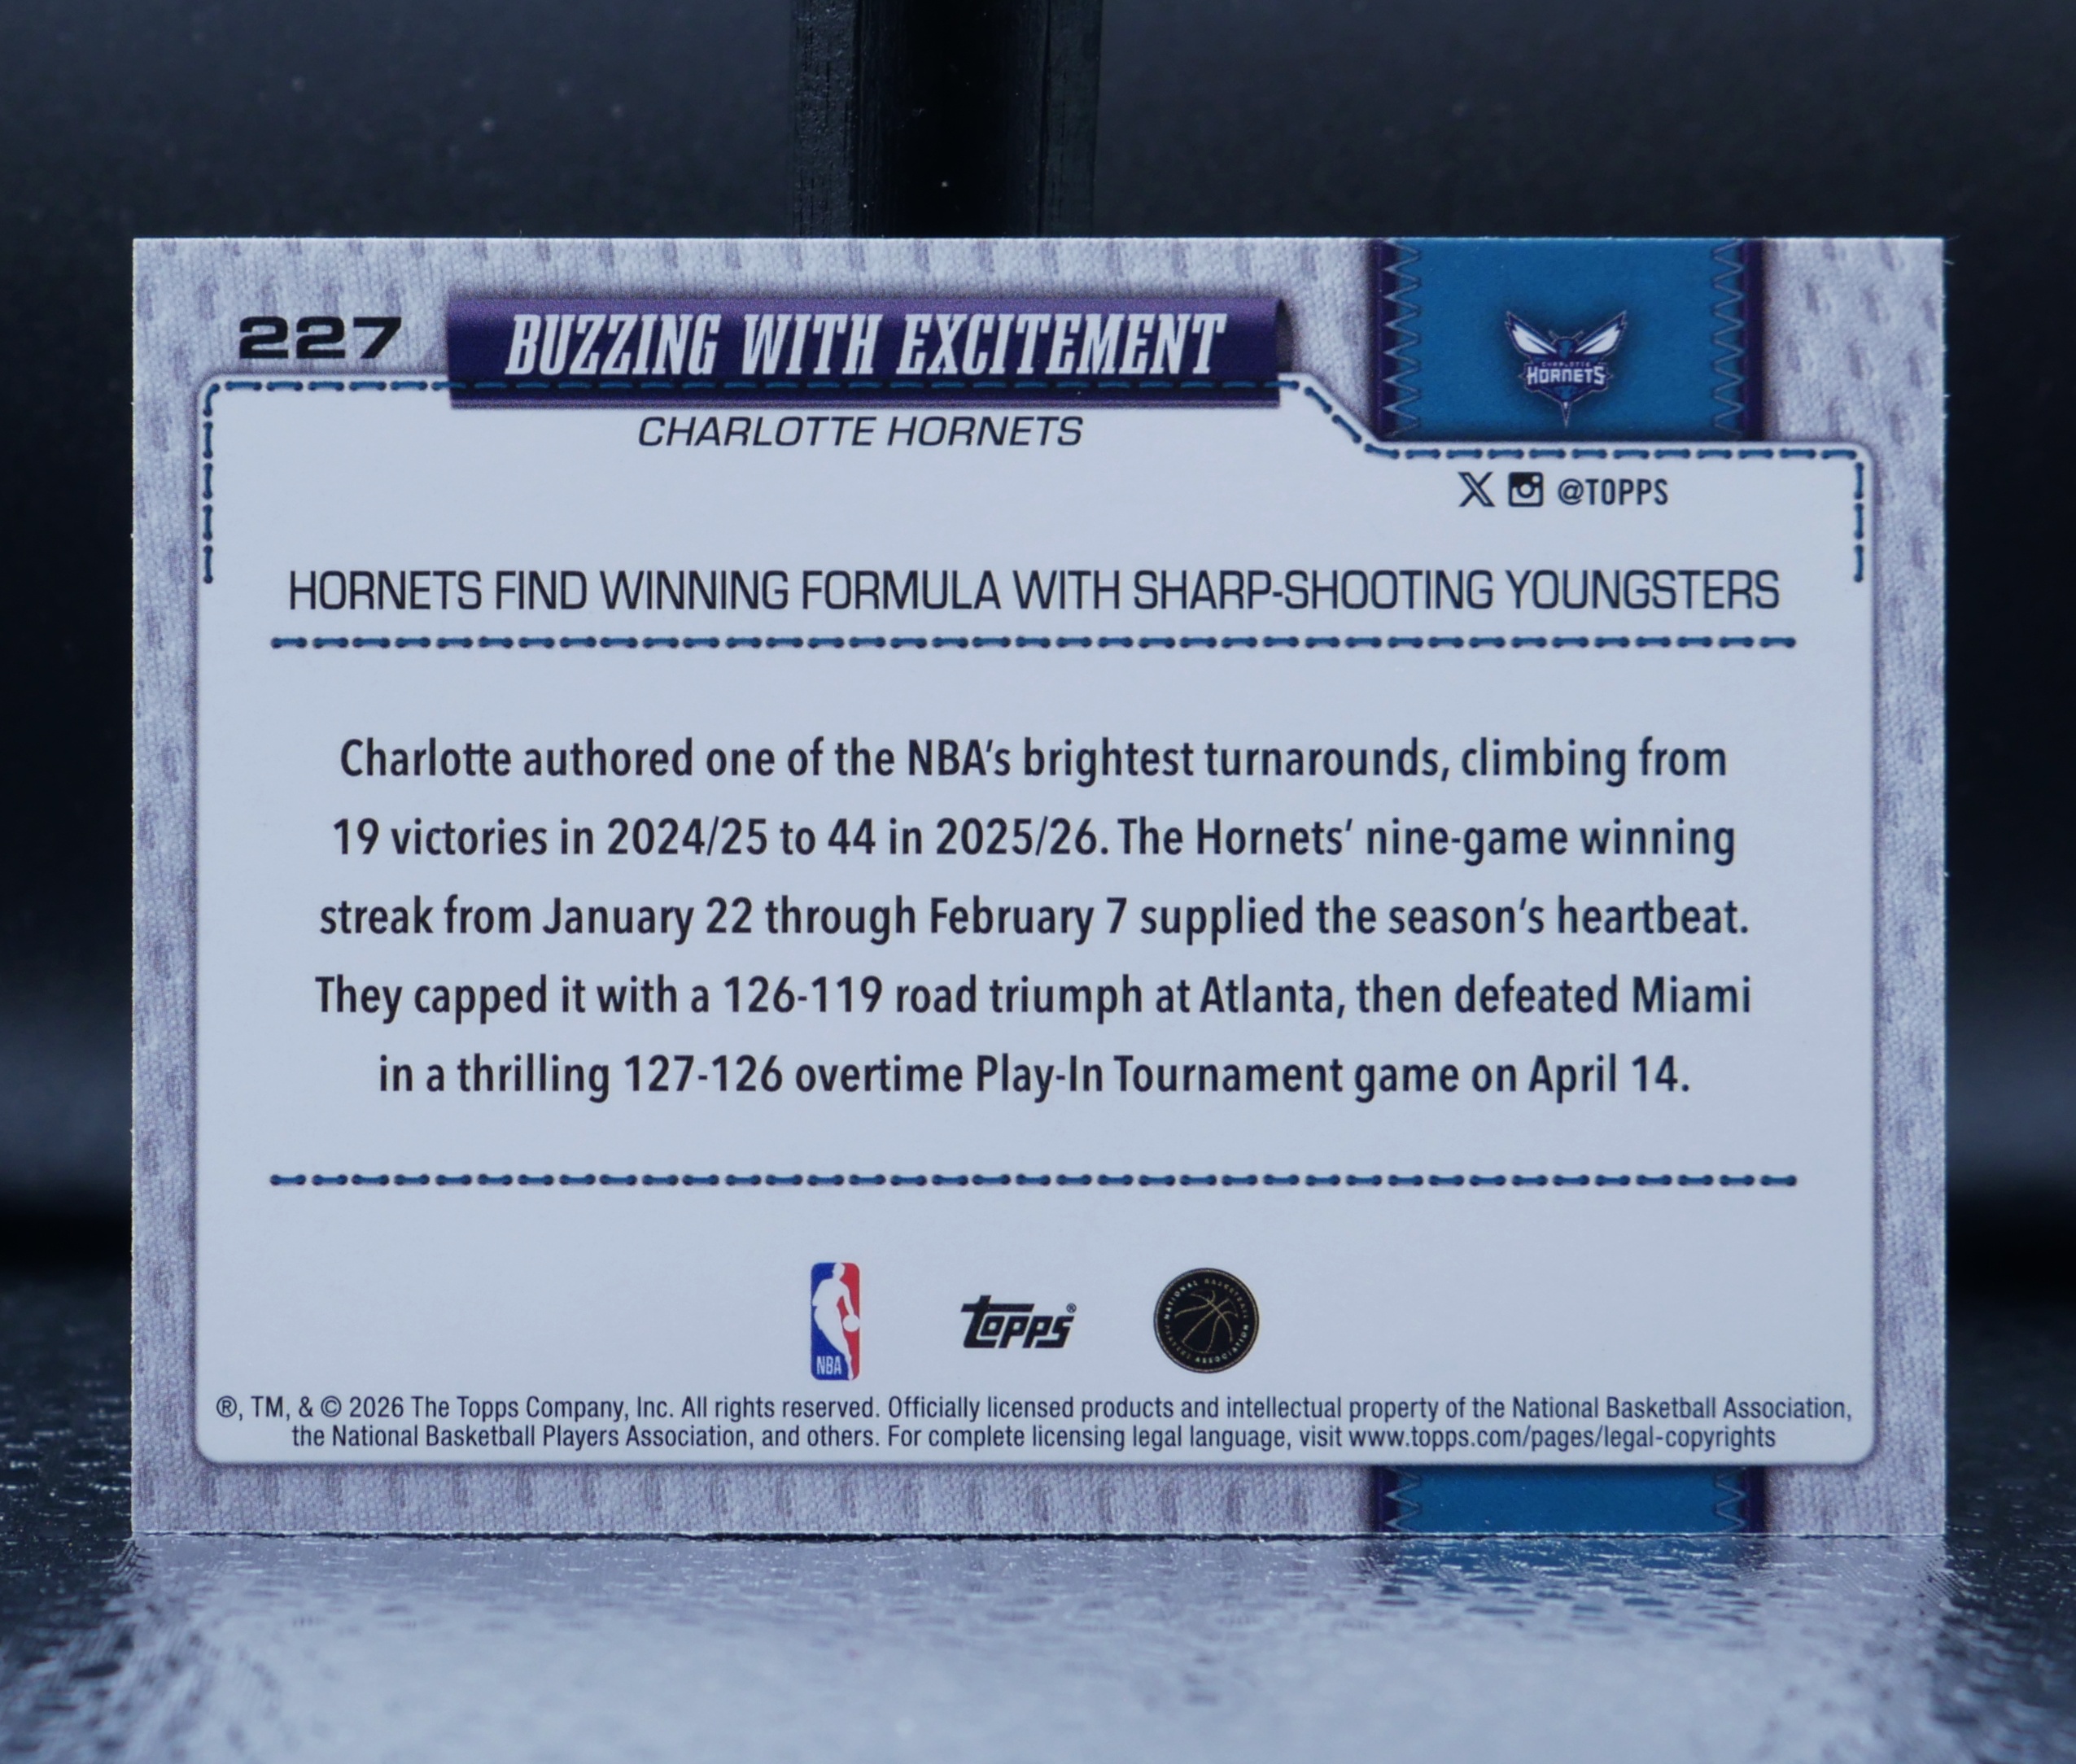 227
BUZZING WITH EXCITEMENT
CHARLOTTE HORNETS
CHARLOTTE
HORNETS
@TOPPS
HORNETS FIND WINNING FORMULA WITH SHARP-SHOOTING YOUNGSTERS
Charlotte authored one of the NBA's brightest turnarounds, climbing from
19 victories in 2024/25 to 44 in 2025/26. The Hornets' nine-game winning
streak from January 22 through February 7 supplied the season's heartbeat.
They capped it with a 126-119 road triumph at Atlanta, then defeated Miami
in a thrilling 127-126 overtime Play-In Tournament game on April 14.
NBA
Topps®
NATIONAL BASKETBALL PLAYERS ASSOCIATION
®, TM, & © 2026 The Topps Company, Inc. All rights reserved. Officially licensed products and intellectual property of the National Basketball Association,
the National Basketball Players Association, and others. For complete licensing legal language, visit www.topps.com/pages/legal-copyrights